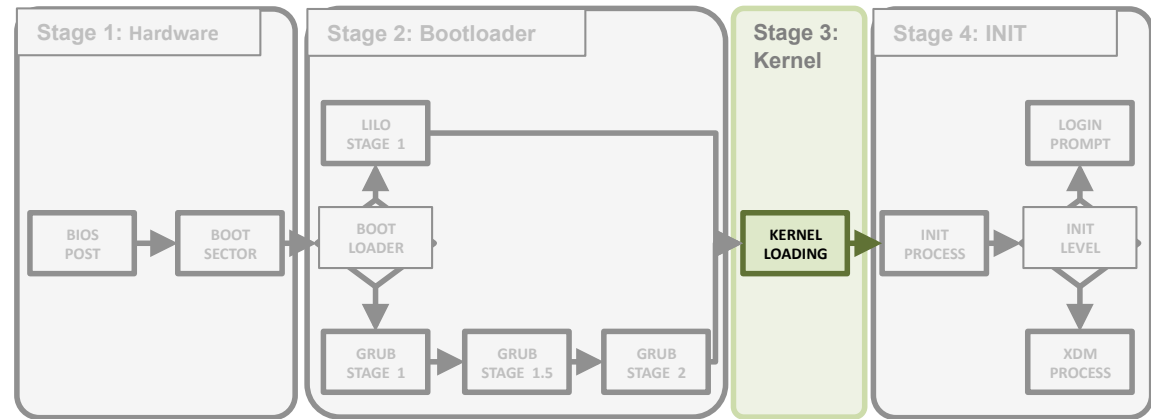 Stage 1: Hardware
Stage 2: Bootloader
Stage 3:
Kernel
Stage 4: INIT
LILO
STAGE 1
LOGIN
PROMPT
BIOS
POST
BOOT
SECTOR
BOOT
LOADER
KERNEL
LOADING
INIT
PROCESS
INIT
LEVEL
GRUB
STAGE 1
GRUB
STAGE 1.5
GRUB
STAGE 2
XDM
PROCESS